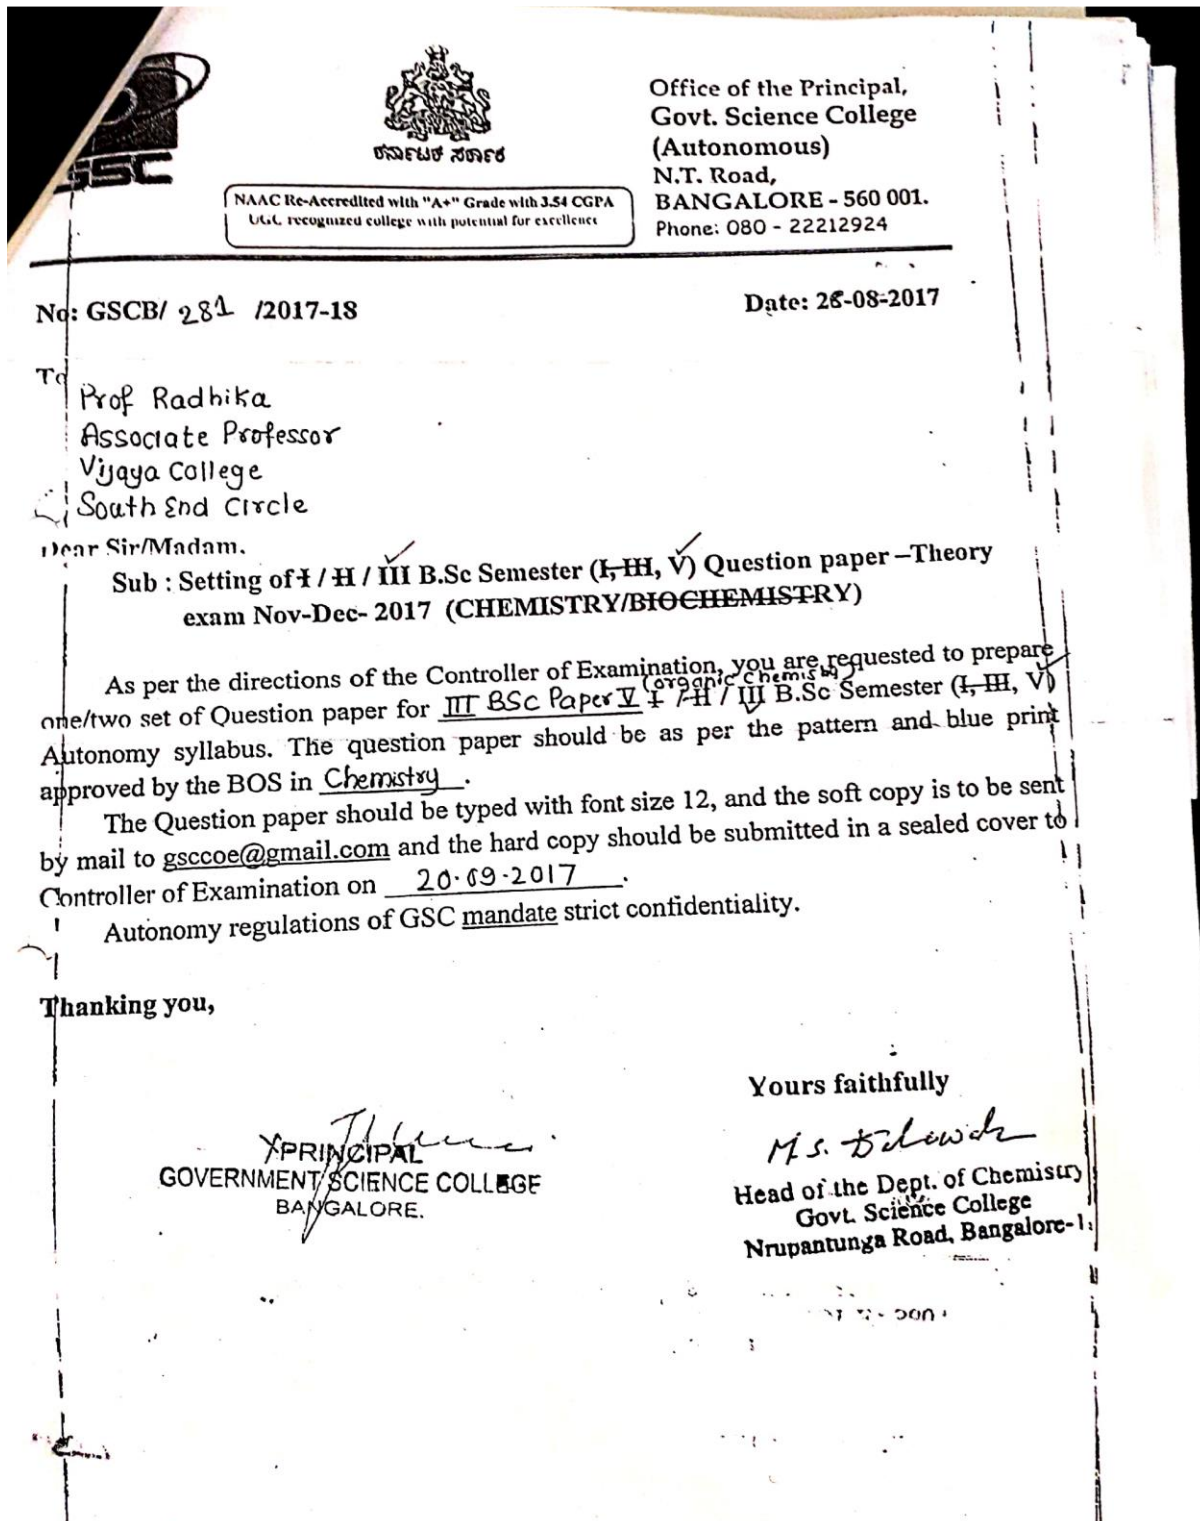 GSC
ಕರ್ನಾಟಕ ಸರ್ಕಾರ
NAAC Re-Accredited with "A+" Grade with 3.54 CGPA
UGC recognized college with potential for excellence
Office of the Principal,
Govt. Science College
(Autonomous)
N.T. Road,
BANGALORE - 560 001.
Phone: 080 - 22212924
No: GSCB/ 281 /2017-18
Date: 26-08-2017
To
Prof Radhika
Associate Professor
Vijaya College
South End Circle
Dear Sir/Madam.
Sub : Setting of I / II / III B.Sc Semester (I, III, V) Question paper –Theory
exam Nov-Dec- 2017 (CHEMISTRY/BIOCHEMISTRY)
As per the directions of the Controller of Examination, you are requested to prepare
(organic chemistry)
one/two set of Question paper for III BSc Paper V I / II / III B.Sc Semester (I, III, V)
Autonomy syllabus. The question paper should be as per the pattern and blue print
approved by the BOS in Chemistry.
The Question paper should be typed with font size 12, and the soft copy is to be sent
by mail to gsccoe@gmail.com and the hard copy should be submitted in a sealed cover to
Controller of Examination on 20.09.2017.
Autonomy regulations of GSC mandate strict confidentiality.
Thanking you,
Yours faithfully
PRINCIPAL
GOVERNMENT SCIENCE COLLEGE
BANGALORE.
M.S.
Head of the Dept. of Chemistry
Govt. Science College
Nrupantunga Road, Bangalore-1.